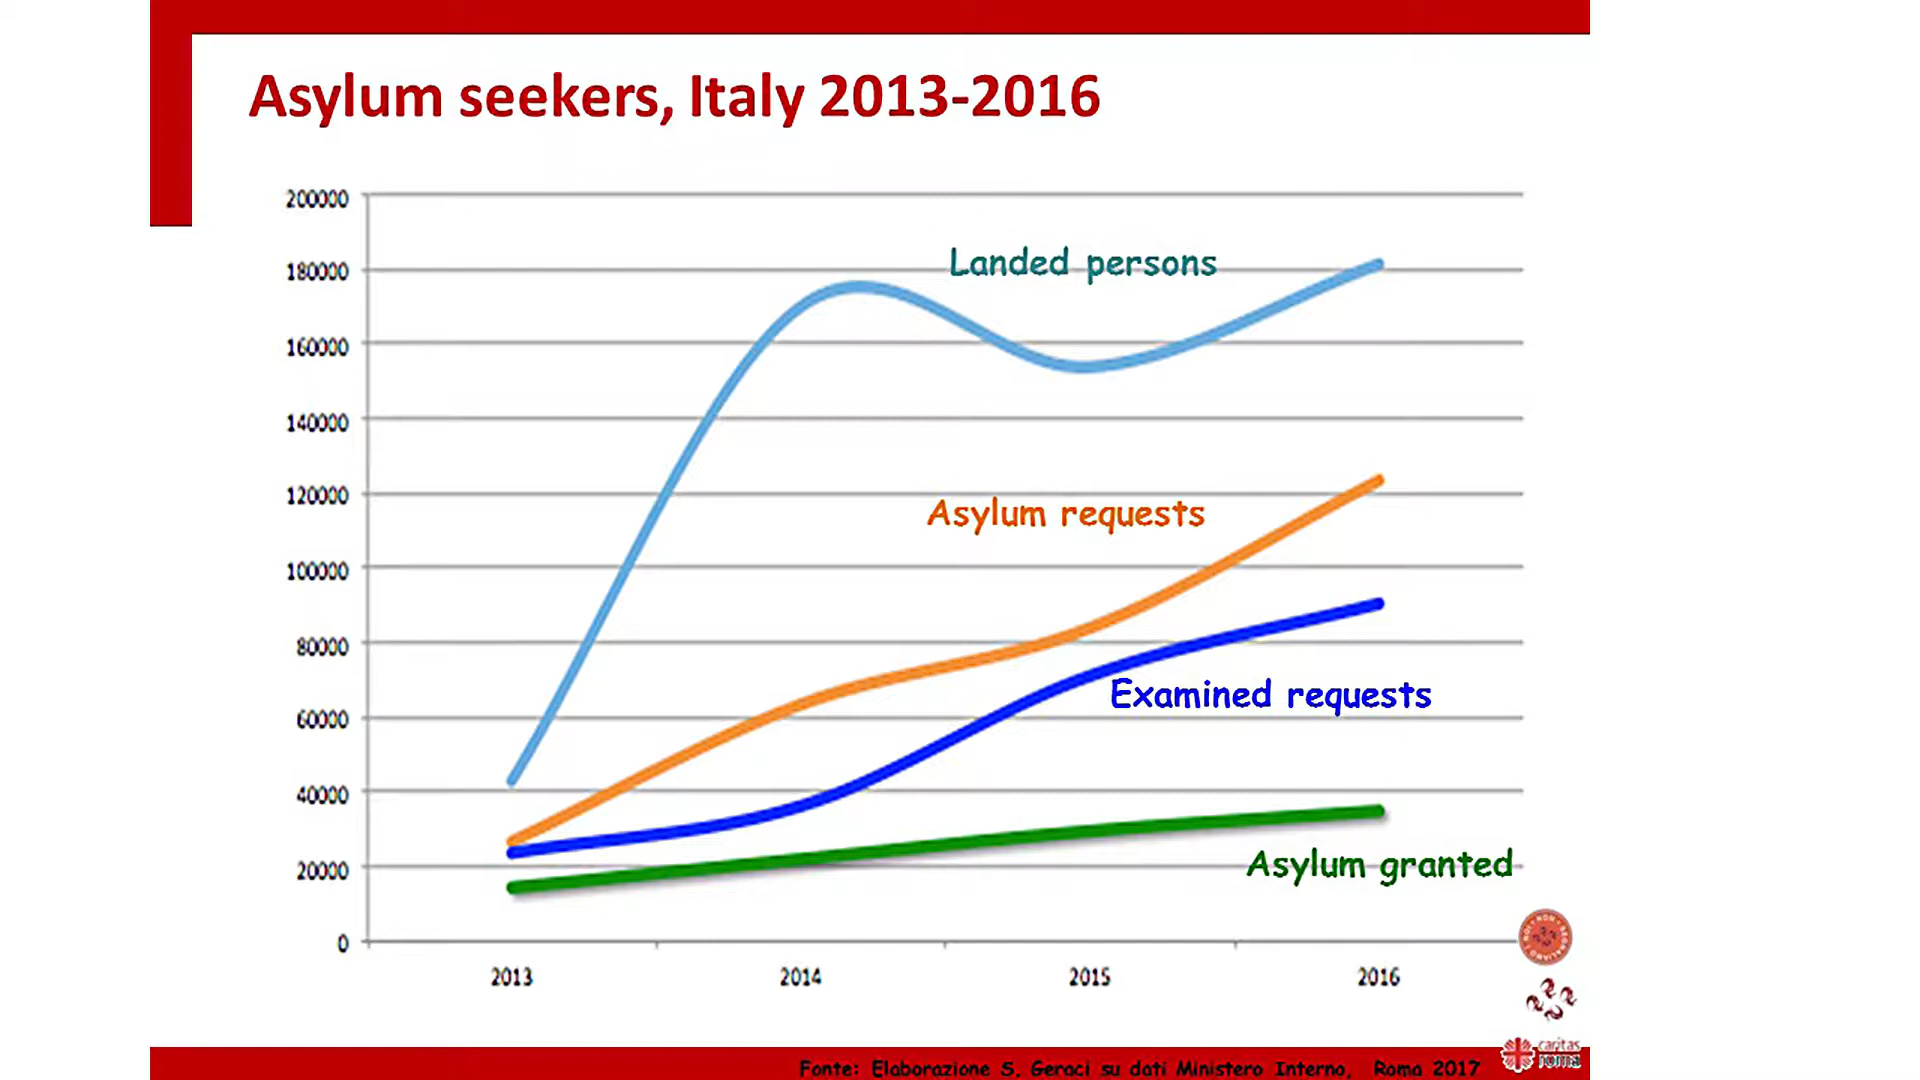 Asylum seekers, Italy 2013-2016
200000
Landed persons
180000
160000
140000
120000
Asylum requests
100000
80000
Examined requests
60000
40000
Asylum granted
20000
0
2013 2014 2015 2016
caritas
roma
Fonte: Elaborazione S. Geraci su dati Ministero Interno, Roma 2017